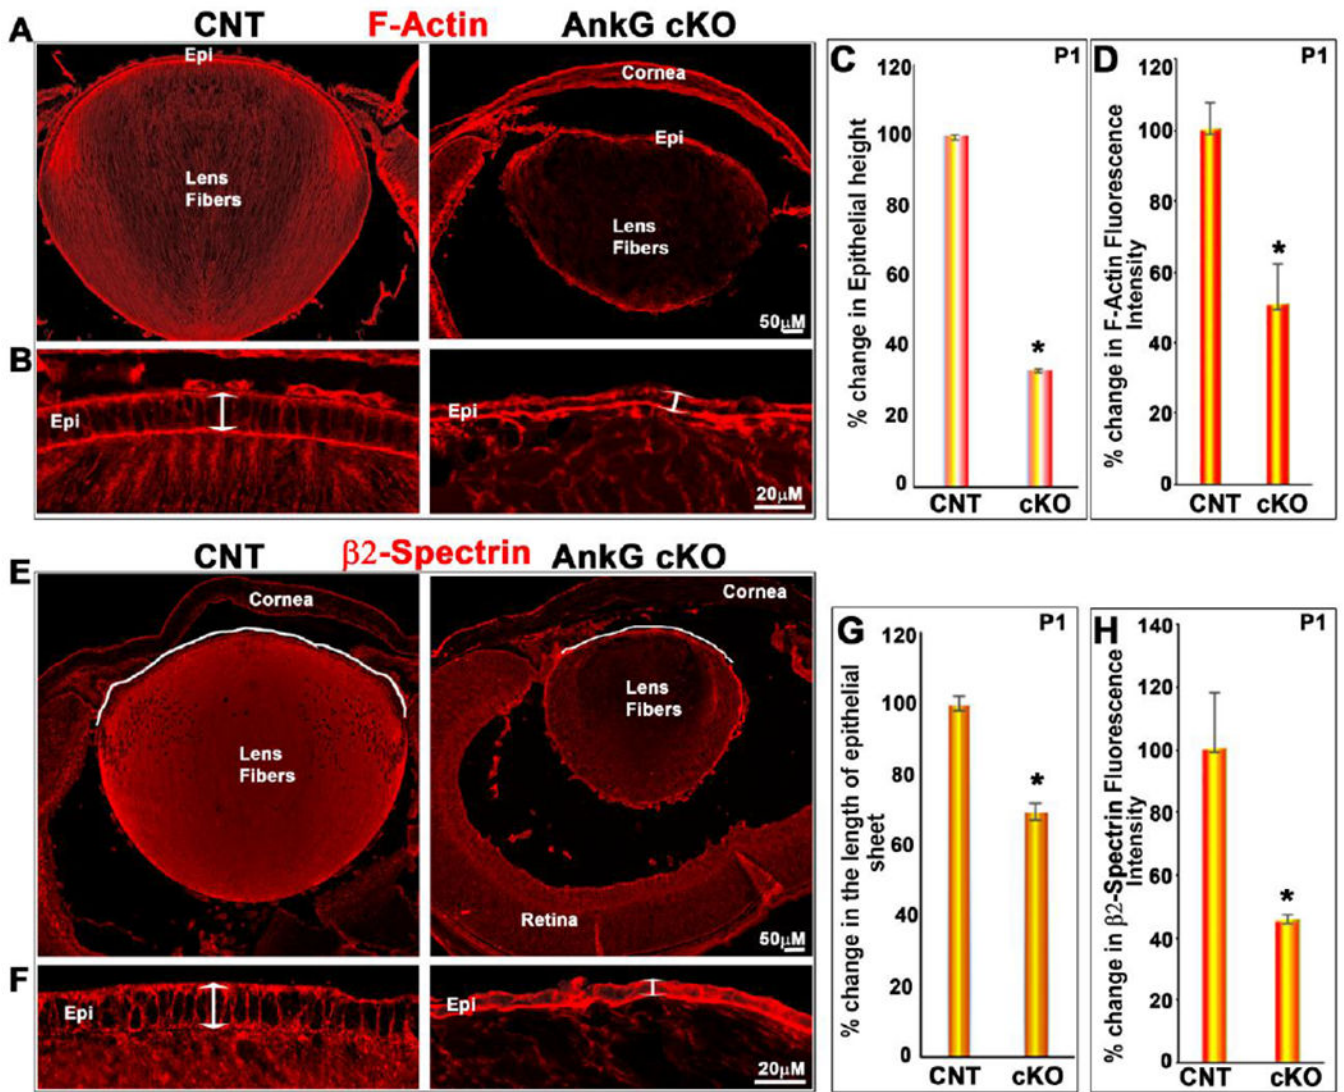 A
CNT F-Actin AnkG cKO
Epi
Lens
Fibers
Cornea
Epi
Lens
Fibers
50μM
B
Epi
Epi
20μM
C
P1
% change in Epithelial height
120
100
80
60
40
20
0
CNT cKO
*
D
P1
% change in F-Actin Fluorescence
Intensity
120
100
80
60
40
20
0
CNT cKO
*
E
CNT β2-Spectrin AnkG cKO
Cornea
Lens
Fibers
Cornea
Lens
Fibers
Retina
50μM
F
Epi
Epi
20μM
G
P1
% change in the length of epithelial
sheet
120
100
80
60
40
20
0
CNT cKO
*
H
P1
% change in β2-Spectrin Fluorescence
Intensity
140
120
100
80
60
40
20
0
CNT cKO
*